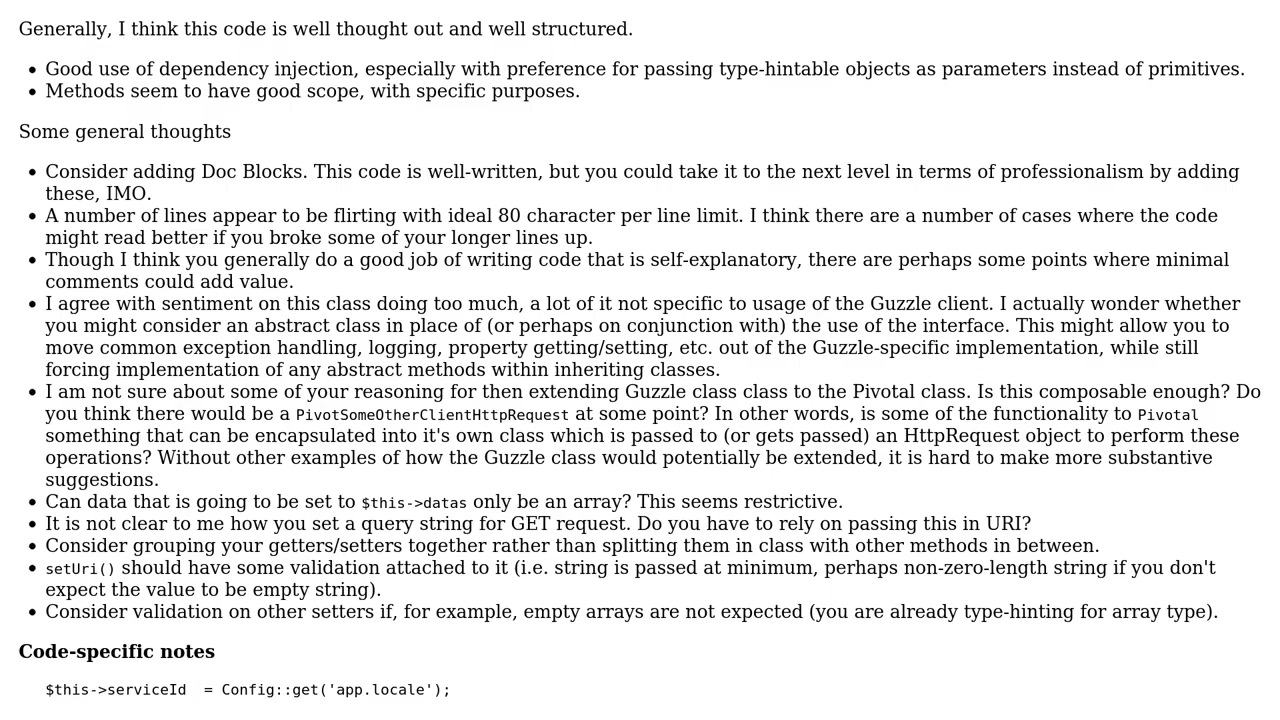 Generally, I think this code is well thought out and well structured.
• Good use of dependency injection, especially with preference for passing type-hintable objects as parameters instead of primitives.
• Methods seem to have good scope, with specific purposes.
Some general thoughts
• Consider adding Doc Blocks. This code is well-written, but you could take it to the next level in terms of professionalism by adding
these, IMO.
• A number of lines appear to be flirting with ideal 80 character per line limit. I think there are a number of cases where the code
might read better if you broke some of your longer lines up.
• Though I think you generally do a good job of writing code that is self-explanatory, there are perhaps some points where minimal
comments could add value.
• I agree with sentiment on this class doing too much, a lot of it not specific to usage of the Guzzle client. I actually wonder whether
you might consider an abstract class in place of (or perhaps on conjunction with) the use of the interface. This might allow you to
move common exception handling, logging, property getting/setting, etc. out of the Guzzle-specific implementation, while still
forcing implementation of any abstract methods within inheriting classes.
• I am not sure about some of your reasoning for then extending Guzzle class class to the Pivotal class. Is this composable enough? Do
you think there would be a PivotSomeOtherClientHttpRequest at some point? In other words, is some of the functionality to Pivotal
something that can be encapsulated into it's own class which is passed to (or gets passed) an HttpRequest object to perform these
operations? Without other examples of how the Guzzle class would potentially be extended, it is hard to make more substantive
suggestions.
• Can data that is going to be set to $this->datas only be an array? This seems restrictive.
• It is not clear to me how you set a query string for GET request. Do you have to rely on passing this in URI?
• Consider grouping your getters/setters together rather than splitting them in class with other methods in between.
• setUri() should have some validation attached to it (i.e. string is passed at minimum, perhaps non-zero-length string if you don't
expect the value to be empty string).
• Consider validation on other setters if, for example, empty arrays are not expected (you are already type-hinting for array type).
Code-specific notes
$this->serviceId  = Config::get('app.locale');